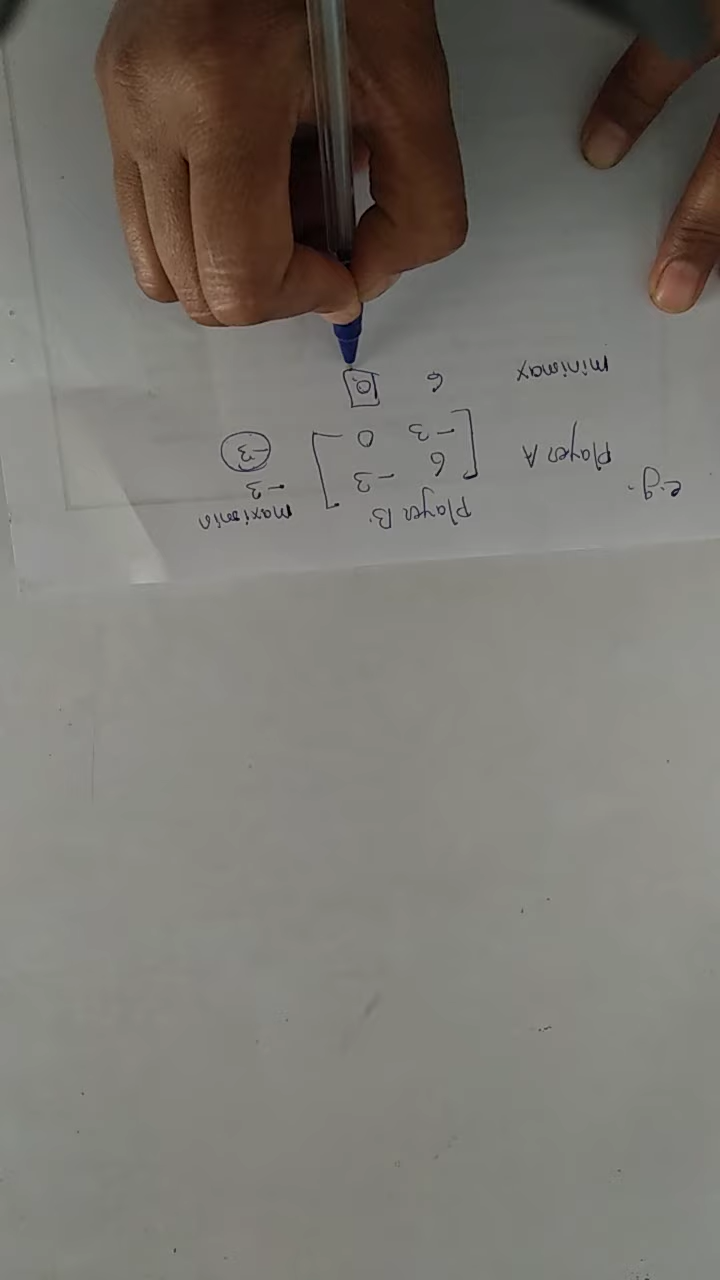 e.g. Player B maximin
[ 6 -3 ] -3
Player A [ -3 0 ] -3
minimax 6 0